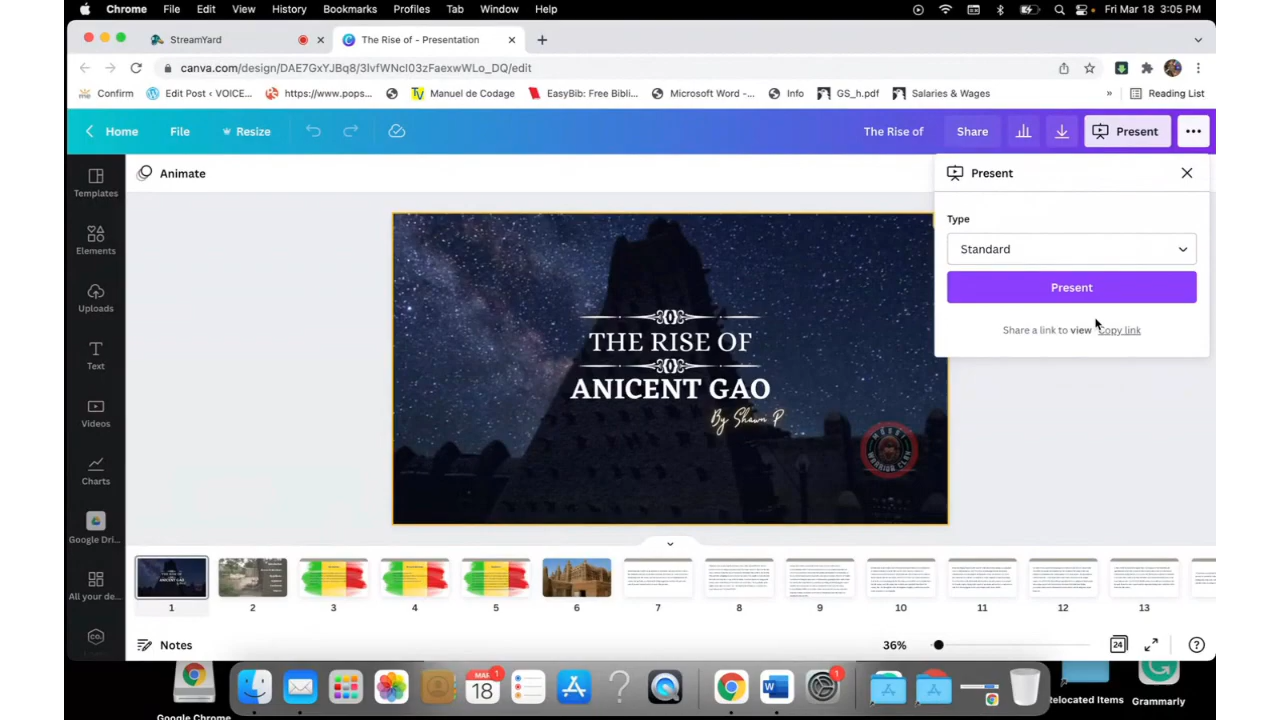 Chrome File Edit View History Bookmarks Profiles Tab Window Help Fri Mar 18 3:05 PM
StreamYard The Rise of - Presentation
canva.com/design/DAE7GxYJBq8/3IvfWNcI03zFaexwWLo_DQ/edit
Confirm Edit Post ‹ VOICE... https://www.pops... Manuel de Codage EasyBib: Free Bibli... Microsoft Word -... Info GS_h.pdf Salaries & Wages » Reading List
Home File Resize The Rise of Share Present
Animate
Present
Type
Standard
Present
Share a link to view Copy link
Templates
Elements
Uploads
Text
Videos
Charts
Google Dri...
All your de...
THE RISE OF
ANICENT GAO
By Shawn P
WARRIOR CLAN
1 2 3 4 5 6 7 8 9 10 11 12 13
Notes 36% 24
MAR 1
18
1
Google Chrome
Relocated Items
Grammarly